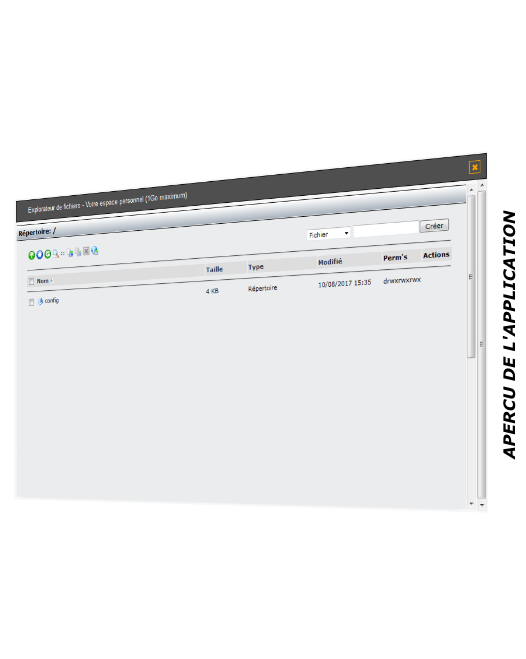 Explorateur de fichiers - Votre espace personnel (1Go maximum)
Répertoire: /
Fichier
Créer
Nom
Taille
Type
Modifié
Perm's
Actions
config
4 KB
Répertoire
10/08/2017 15:35
drwxrwxrwx
APERCU DE L'APPLICATION